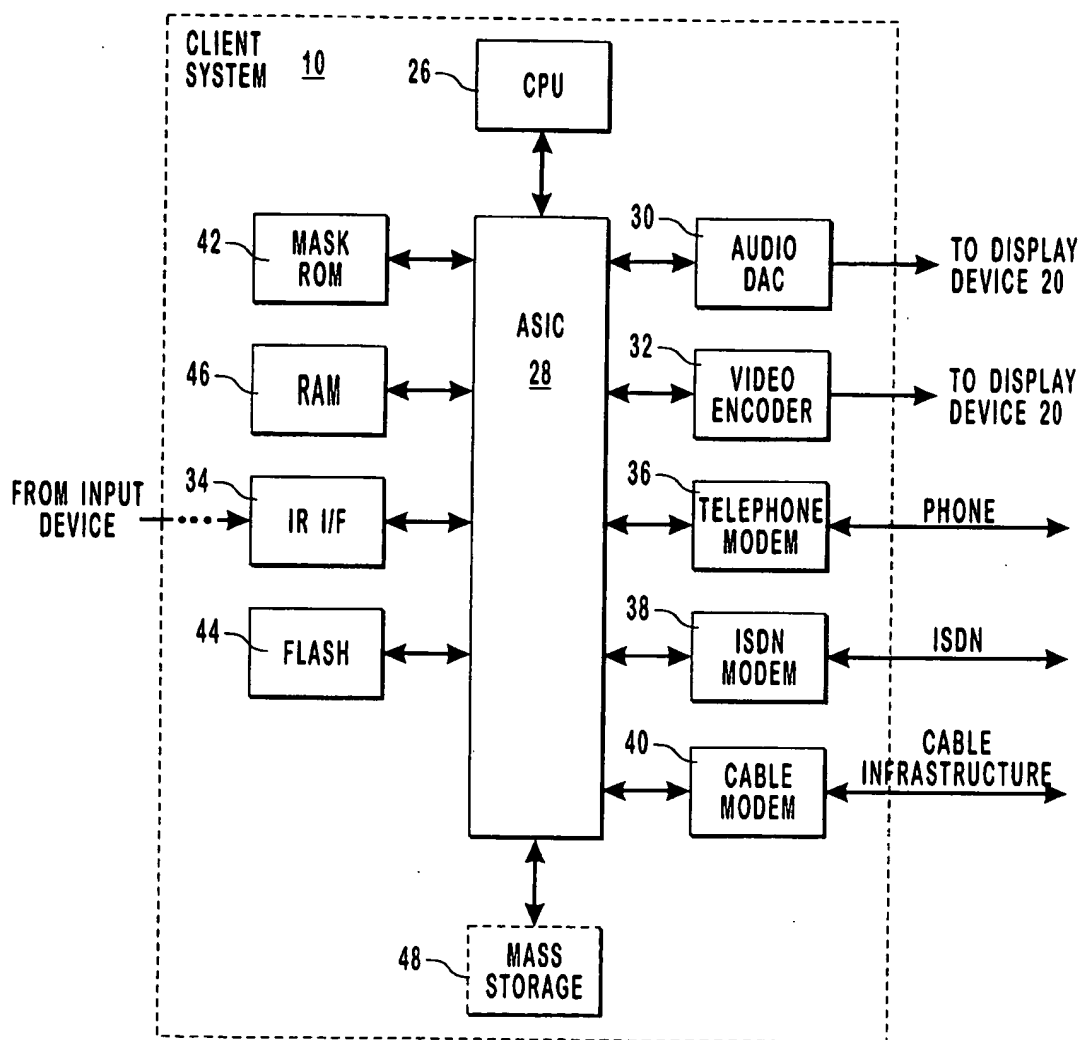 CLIENT
SYSTEM 10
26
CPU
42
MASK
ROM
30
AUDIO
DAC
TO DISPLAY
DEVICE 20
ASIC
28
46
RAM
32
VIDEO
ENCODER
TO DISPLAY
DEVICE 20
FROM INPUT
DEVICE
34
IR I/F
36
TELEPHONE
MODEM
PHONE
44
FLASH
38
ISDN
MODEM
ISDN
40
CABLE
MODEM
CABLE
INFRASTRUCTURE
48
MASS
STORAGE